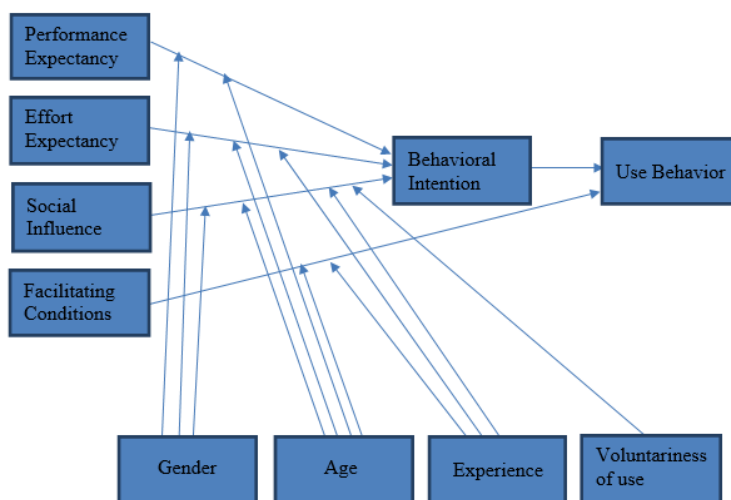 Performance
Expectancy
Effort
Expectancy
Behavioral
Intention
Use Behavior
Social
Influence
Facilitating
Conditions
Gender
Age
Experience
Voluntariness
of use